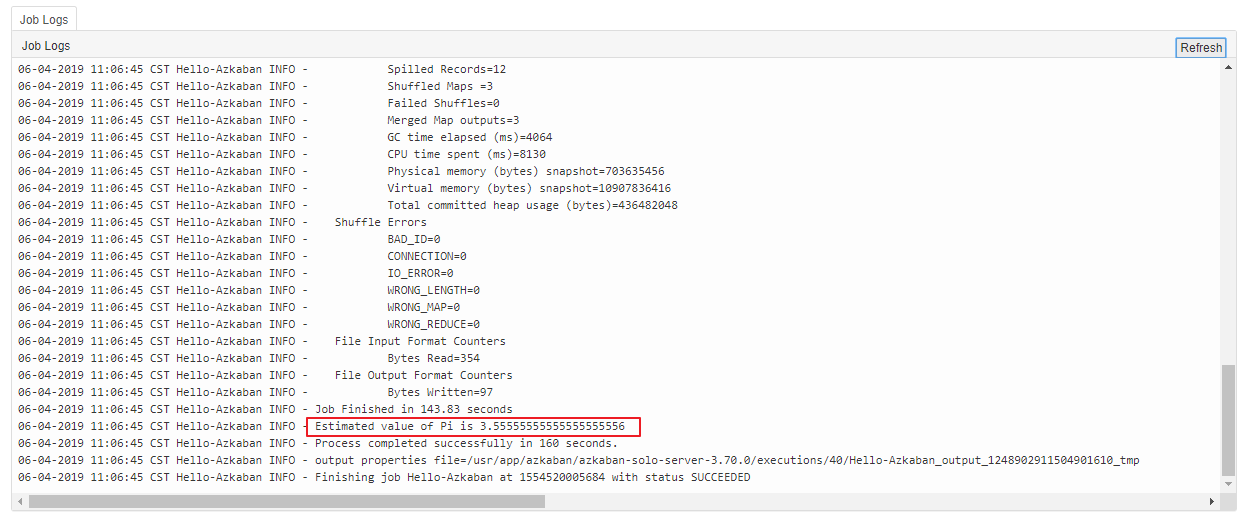 Job Logs
Job Logs
Refresh
06-04-2019 11:06:45 CST Hello-Azkaban INFO - Spilled Records=12
06-04-2019 11:06:45 CST Hello-Azkaban INFO - Shuffled Maps =3
06-04-2019 11:06:45 CST Hello-Azkaban INFO - Failed Shuffles=0
06-04-2019 11:06:45 CST Hello-Azkaban INFO - Merged Map outputs=3
06-04-2019 11:06:45 CST Hello-Azkaban INFO - GC time elapsed (ms)=4064
06-04-2019 11:06:45 CST Hello-Azkaban INFO - CPU time spent (ms)=8130
06-04-2019 11:06:45 CST Hello-Azkaban INFO - Physical memory (bytes) snapshot=703635456
06-04-2019 11:06:45 CST Hello-Azkaban INFO - Virtual memory (bytes) snapshot=10907836416
06-04-2019 11:06:45 CST Hello-Azkaban INFO - Total committed heap usage (bytes)=436482048
06-04-2019 11:06:45 CST Hello-Azkaban INFO - Shuffle Errors
06-04-2019 11:06:45 CST Hello-Azkaban INFO - BAD_ID=0
06-04-2019 11:06:45 CST Hello-Azkaban INFO - CONNECTION=0
06-04-2019 11:06:45 CST Hello-Azkaban INFO - IO_ERROR=0
06-04-2019 11:06:45 CST Hello-Azkaban INFO - WRONG_LENGTH=0
06-04-2019 11:06:45 CST Hello-Azkaban INFO - WRONG_MAP=0
06-04-2019 11:06:45 CST Hello-Azkaban INFO - WRONG_REDUCE=0
06-04-2019 11:06:45 CST Hello-Azkaban INFO - File Input Format Counters
06-04-2019 11:06:45 CST Hello-Azkaban INFO - Bytes Read=354
06-04-2019 11:06:45 CST Hello-Azkaban INFO - File Output Format Counters
06-04-2019 11:06:45 CST Hello-Azkaban INFO - Bytes Written=97
06-04-2019 11:06:45 CST Hello-Azkaban INFO - Job Finished in 143.83 seconds
06-04-2019 11:06:45 CST Hello-Azkaban INFO - Estimated value of Pi is 3.55555555555555555556
06-04-2019 11:06:45 CST Hello-Azkaban INFO - Process completed successfully in 160 seconds.
06-04-2019 11:06:45 CST Hello-Azkaban INFO - output properties file=/usr/app/azkaban/azkaban-solo-server-3.70.0/executions/40/Hello-Azkaban_output_1248902911504901610_tmp
06-04-2019 11:06:45 CST Hello-Azkaban INFO - Finishing job Hello-Azkaban at 1554520005684 with status SUCCEEDED